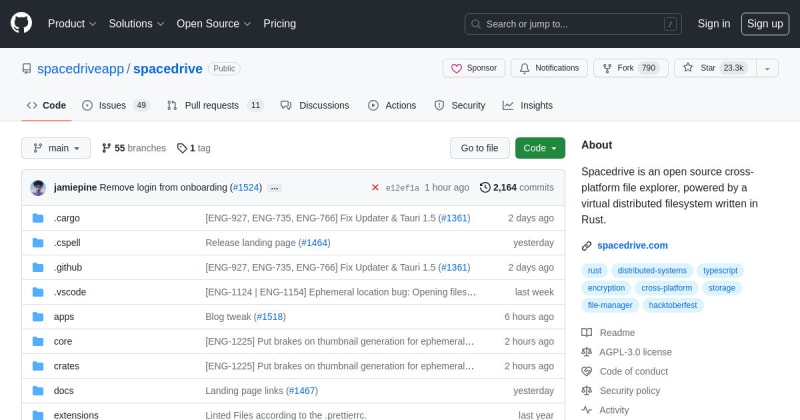 Product Solutions Open Source Pricing Search or jump to... / Sign in Sign up
spacedriveapp / spacedrive Public Sponsor Notifications Fork 790 Star 23.3k
Code Issues 49 Pull requests 11 Discussions Actions Security Insights
main 55 branches 1 tag Go to file Code
jamiepine Remove login from onboarding (#1524) ... e12ef1a 1 hour ago 2,164 commits
.cargo [ENG-927, ENG-735, ENG-766] Fix Updater & Tauri 1.5 (#1361) 2 days ago
.cspell Release landing page (#1464) yesterday
.github [ENG-927, ENG-735, ENG-766] Fix Updater & Tauri 1.5 (#1361) 2 days ago
.vscode [ENG-1124 | ENG-1154] Ephemeral location bug: Opening files... last week
apps Blog tweak (#1518) 6 hours ago
core [ENG-1225] Put brakes on thumbnail generation for ephemeral... 2 hours ago
crates [ENG-1225] Put brakes on thumbnail generation for ephemeral... 2 hours ago
docs Landing page links (#1467) yesterday
extensions Linted Files according to the .prettierrc. last year
About
Spacedrive is an open source cross-
platform file explorer, powered by a
virtual distributed filesystem written in
Rust.
spacedrive.com
rust distributed-systems typescript
encryption cross-platform storage
file-manager hacktoberfest
Readme
AGPL-3.0 license
Code of conduct
Security policy
Activity